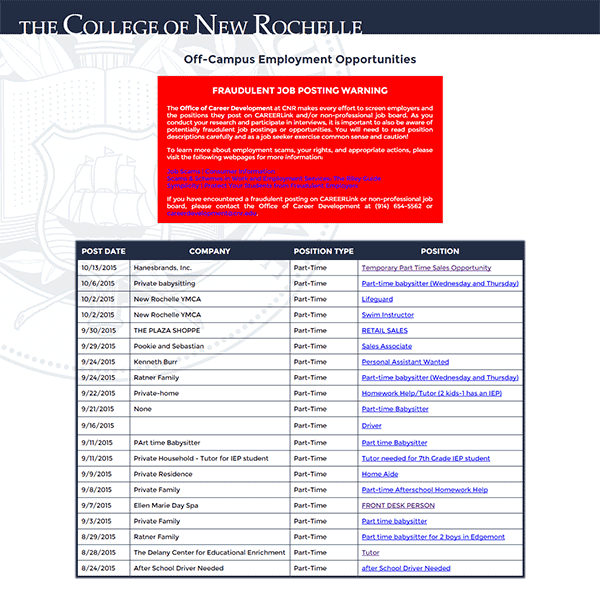 THE COLLEGE OF NEW ROCHELLE
Off-Campus Employment Opportunities
FRAUDULENT JOB POSTING WARNING
The Office of Career Development at CNR makes every effort to screen employers and
the positions they post on CAREERLink and/or non-professional job board. As you
conduct your research and participate in interviews, it is important to also be aware of
potentially fraudulent job postings or opportunities. You will need to read position
descriptions carefully and as a job seeker exercise common sense and caution!
To learn more about employment scams, your rights, and appropriate actions, please
visit the following webpages for more information:
If you have encountered a fraudulent posting on CAREERLink or non-professional job
board, please contact the Office of Career Development at (914) 654-5562 or
POST DATE COMPANY POSITION TYPE POSITION
10/13/2015 Hanesbrands, Inc. Part-Time Temporary Part Time Sales Opportunity
10/6/2015 Private babysitting Part-Time Part-time babysitter (Wednesday and Thursday)
10/2/2015 New Rochelle YMCA Part-Time Lifeguard
10/2/2015 New Rochelle YMCA Part-Time Swim Instructor
9/30/2015 THE PLAZA SHOPPE Part-Time RETAIL SALES
9/29/2015 Pookie and Sebastian Part-Time Sales Associate
9/24/2015 Kenneth Burr Part-Time Personal Assistant Wanted
9/24/2015 Ratner Family Part-Time Part-time babysitter (Wednesday and Thursday)
9/22/2015 Private-home Part-Time Homework Help/Tutor (2 kids-1 has an IEP)
9/21/2015 None Part-Time Part-time Babysitter
9/16/2015 Part-Time Driver
9/11/2015 PArt time Babysitter Part-Time Part time Babysitter
9/11/2015 Private Household - Tutor for IEP student Part-Time Tutor needed for 7th Grade IEP student
9/9/2015 Private Residence Part-Time Home Aide
9/8/2015 Private Family Part-Time Part-time Afterschool Homework Help
9/7/2015 Ellen Marie Day Spa Part-Time FRONT DESK PERSON
9/3/2015 Private Family Part-Time Part time babysitter
8/29/2015 Ratner Family Part-Time Part time babysitter for 2 boys in Edgemont
8/28/2015 The Delany Center for Educational Enrichment Part-Time Tutor
8/24/2015 After School Driver Needed Part-Time after School Driver Needed